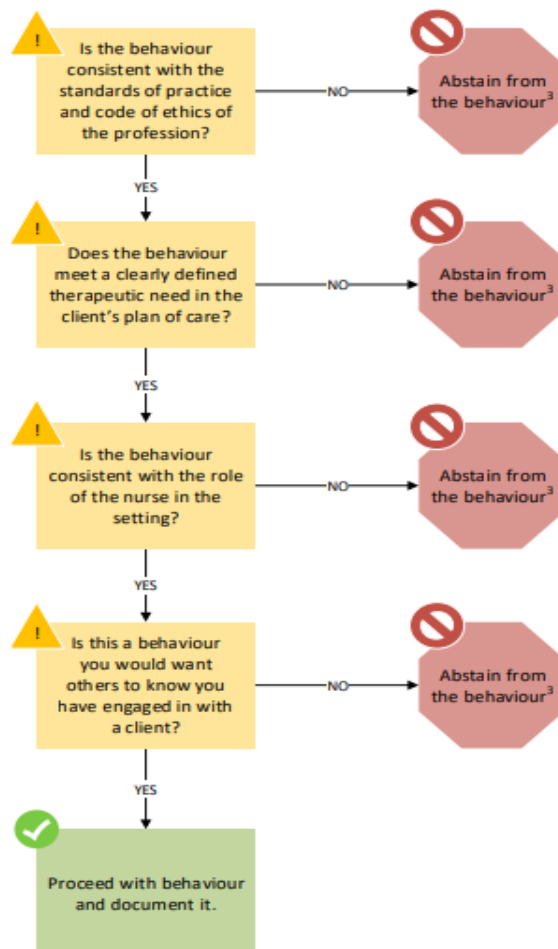 !
Is the behaviour
consistent with the
standards of practice
and code of ethics of
the profession?
NO
Abstain from
the behaviour³
YES
!
Does the behaviour
meet a clearly defined
therapeutic need in the
client's plan of care?
NO
Abstain from
the behaviour³
YES
!
Is the behaviour
consistent with the role
of the nurse in the
setting?
NO
Abstain from
the behaviour³
YES
!
Is this a behaviour
you would want
others to know you
have engaged in with
a client?
NO
Abstain from
the behaviour³
YES
Proceed with behaviour
and document it.